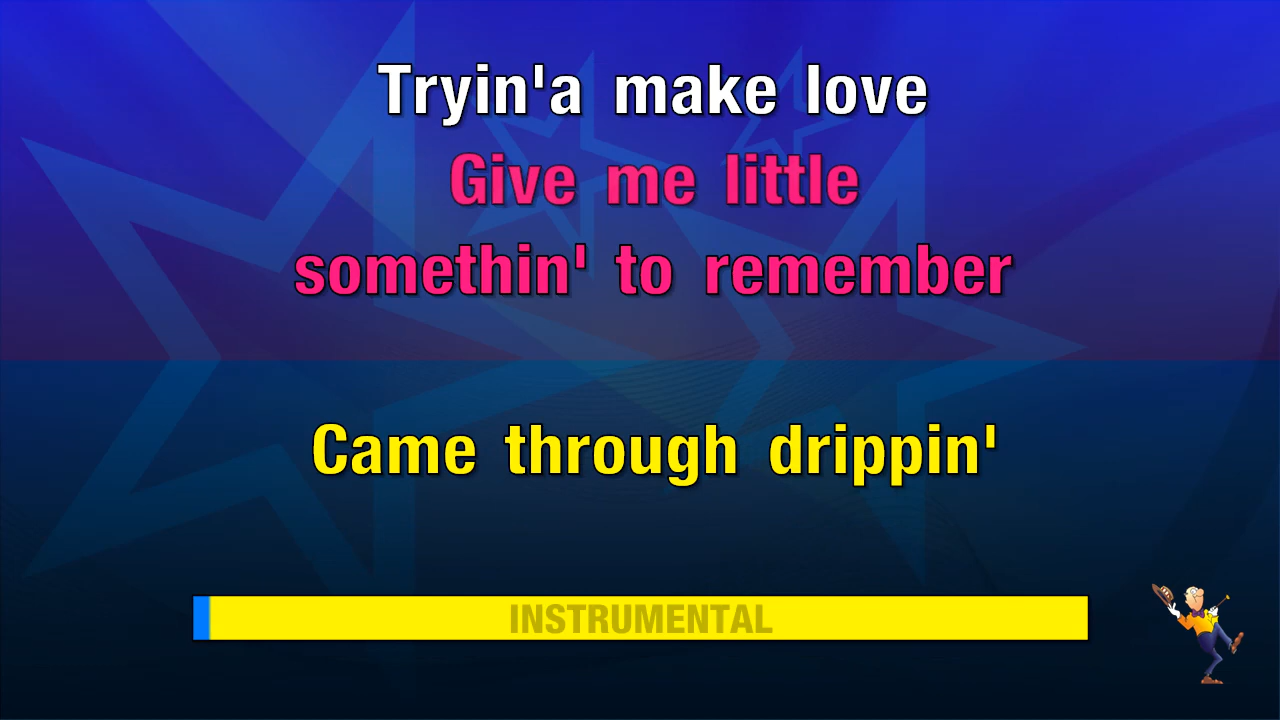 Tryin'a make love
Give me little
somethin' to remember
Came through drippin'
INSTRUMENTAL